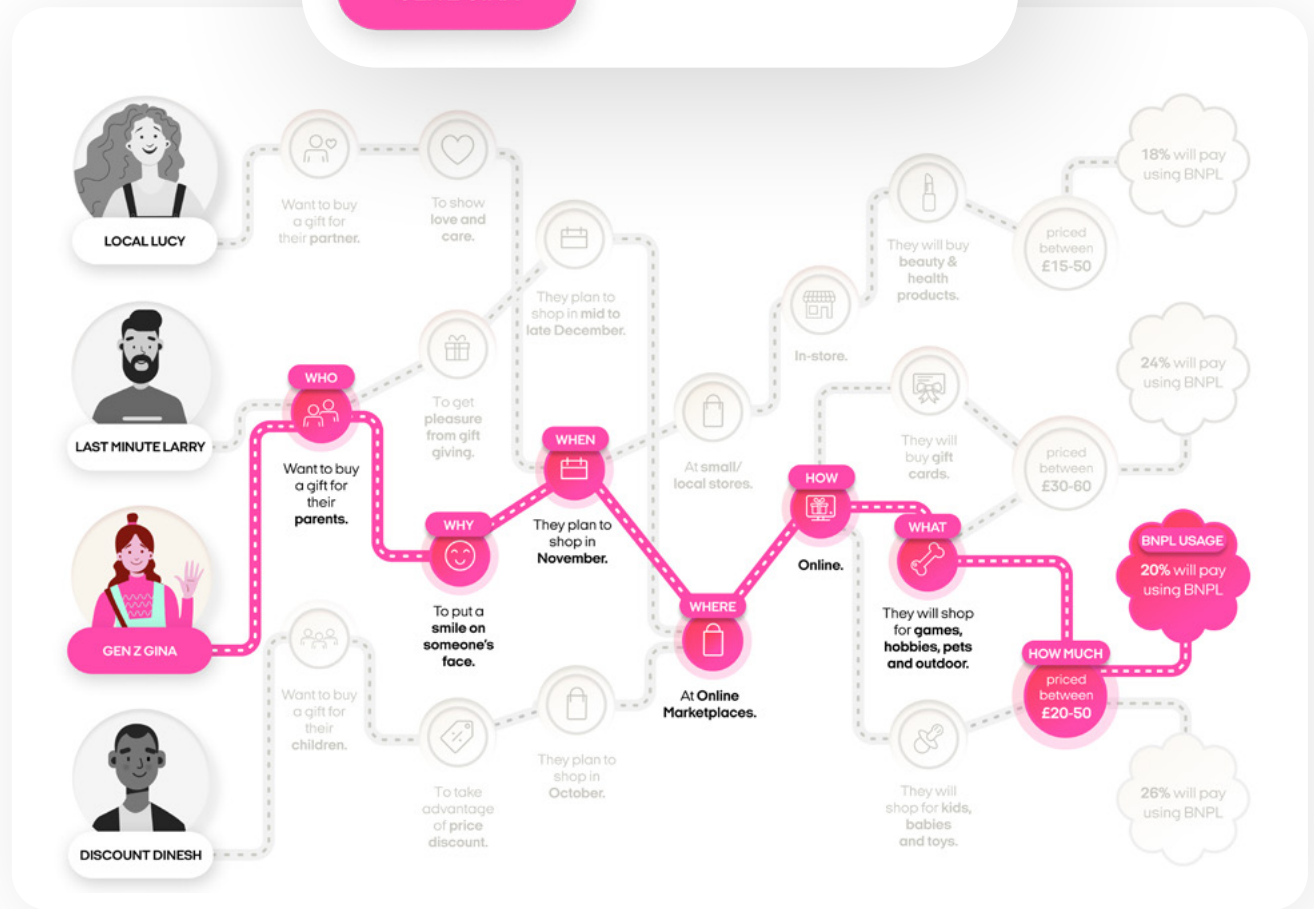 LOCAL LUCY
Want to buy
a gift for
their partner.
To show
love and
care.
They plan to
shop in mid to
late December.
In-store.
They will buy
beauty &
health
products.
priced
between
£15-50
18% will pay
using BNPL
LAST MINUTE LARRY
WHO
Want to buy
a gift for
their
parents.
To get
pleasure
from gift
giving.
WHEN
They plan to
shop in
November.
At small/
local stores.
They will
buy gift
cards.
priced
between
£30-60
24% will pay
using BNPL
GEN Z GINA
WHY
To put a
smile on
someone's
face.
WHERE
At Online
Marketplaces.
HOW
Online.
WHAT
They will shop
for games,
hobbies, pets
and outdoor.
HOW MUCH
priced
between
£20-50
BNPL USAGE
20% will pay
using BNPL
DISCOUNT DINESH
Want to buy
a gift for
their
children.
To take
advantage
of price
discount.
They plan to
shop in
October.
They will
shop for kids,
babies
and toys.
26% will pay
using BNPL